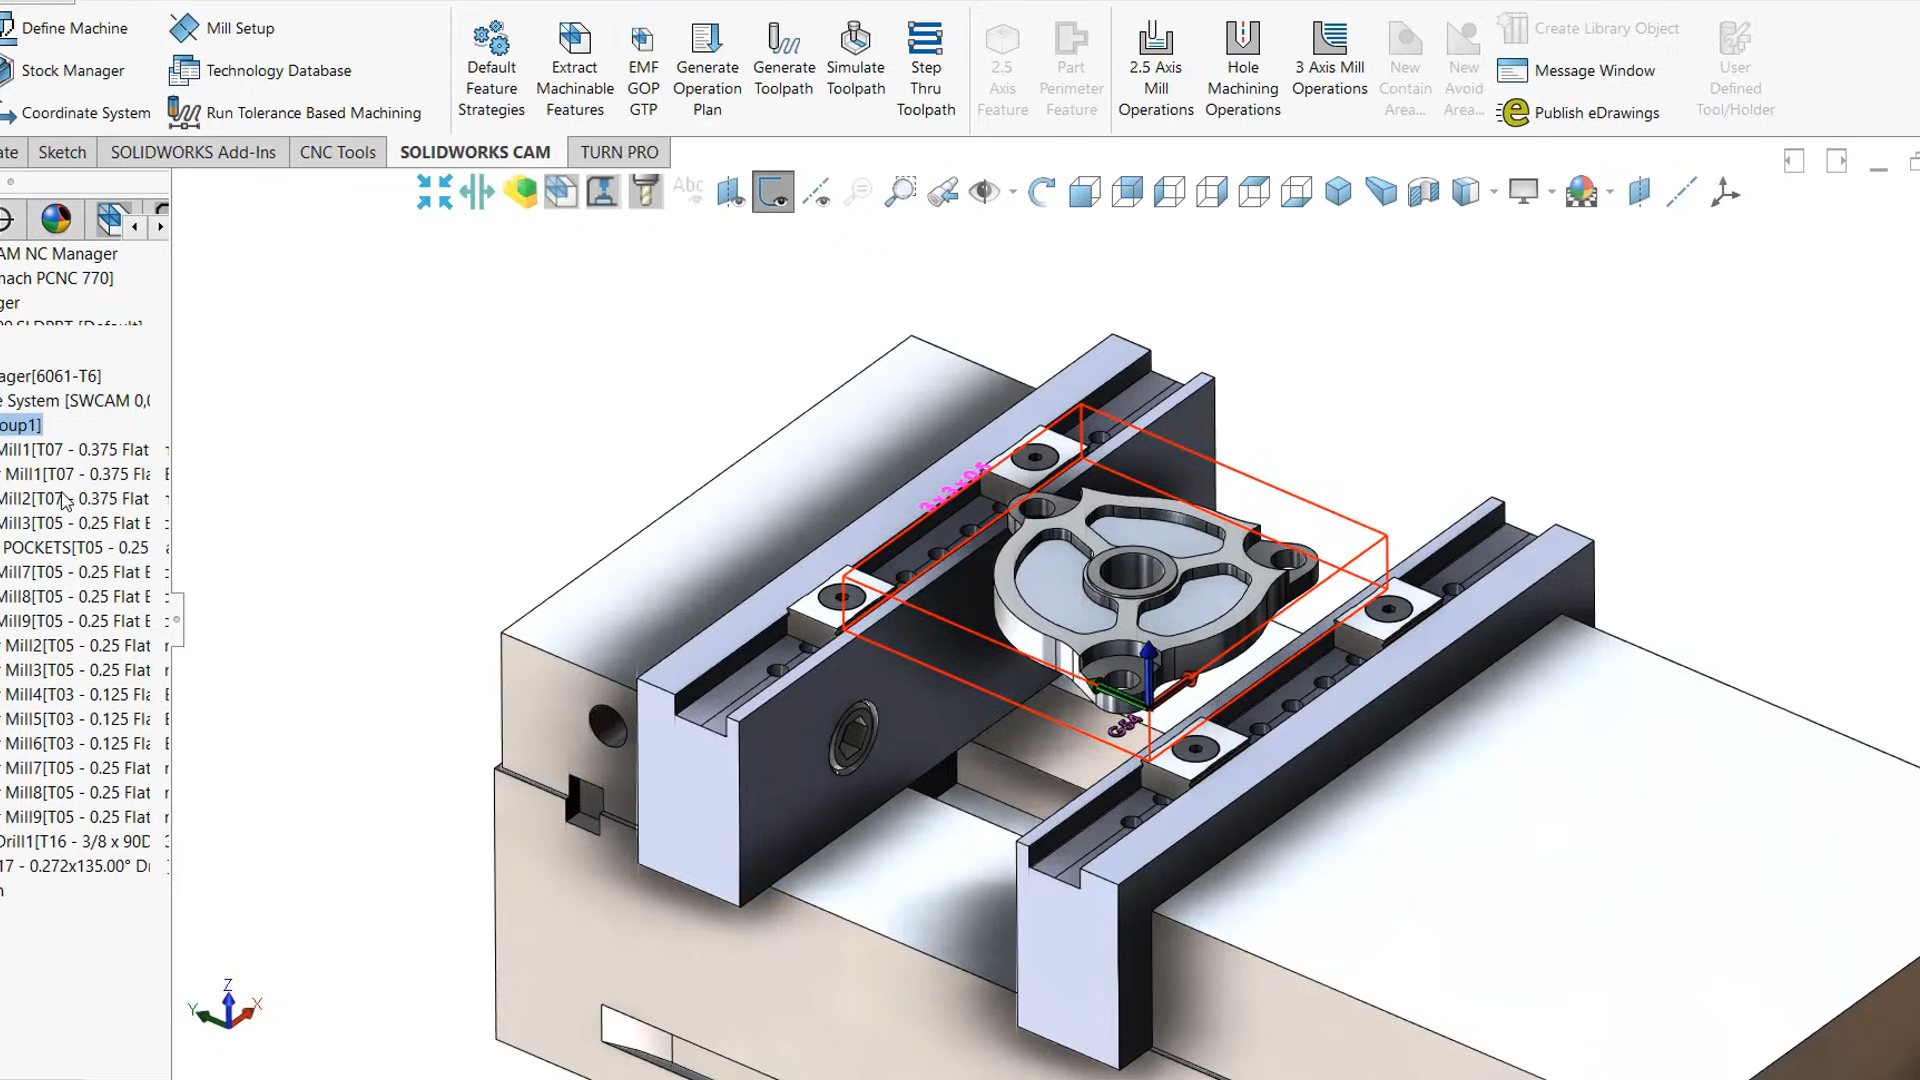 Define Machine
Mill Setup
Stock Manager
Technology Database
Coordinate System
Run Tolerance Based Machining
Default Feature Strategies
Extract Machinable Features
EMF GOP GTP
Generate Operation Plan
Generate Toolpath
Simulate Toolpath
Step Thru Toolpath
2.5 Axis Feature
Part Perimeter Feature
2.5 Axis Mill Operations
Hole Machining Operations
3 Axis Mill Operations
New Contain Area...
New Avoid Area...
Create Library Object
Message Window
Publish eDrawings
User Defined Tool/Holder
ate
Sketch
SOLIDWORKS Add-Ins
CNC Tools
SOLIDWORKS CAM
TURN PRO
Abc
AM NC Manager
mach PCNC 770]
ger
ager[6061-T6]
e System [SWCAM 0,0
oup1]
Mill1[T07 - 0.375 Flat
r Mill1[T07 - 0.375 Fla
Mill2[T07 - 0.375 Flat
Mill3[T05 - 0.25 Flat E
POCKETS[T05 - 0.25
Mill7[T05 - 0.25 Flat E
Mill8[T05 - 0.25 Flat E
Mill9[T05 - 0.25 Flat E
r Mill2[T05 - 0.25 Flat
r Mill3[T05 - 0.25 Flat
r Mill4[T03 - 0.125 Fla
r Mill5[T03 - 0.125 Fla
r Mill6[T03 - 0.125 Fla
r Mill7[T05 - 0.25 Flat
r Mill8[T05 - 0.25 Flat
r Mill9[T05 - 0.25 Flat
Drill1[T16 - 3/8 x 90D
17 - 0.272x135.00° Dr
n
3x3x0.5
G54
Z
Y
X